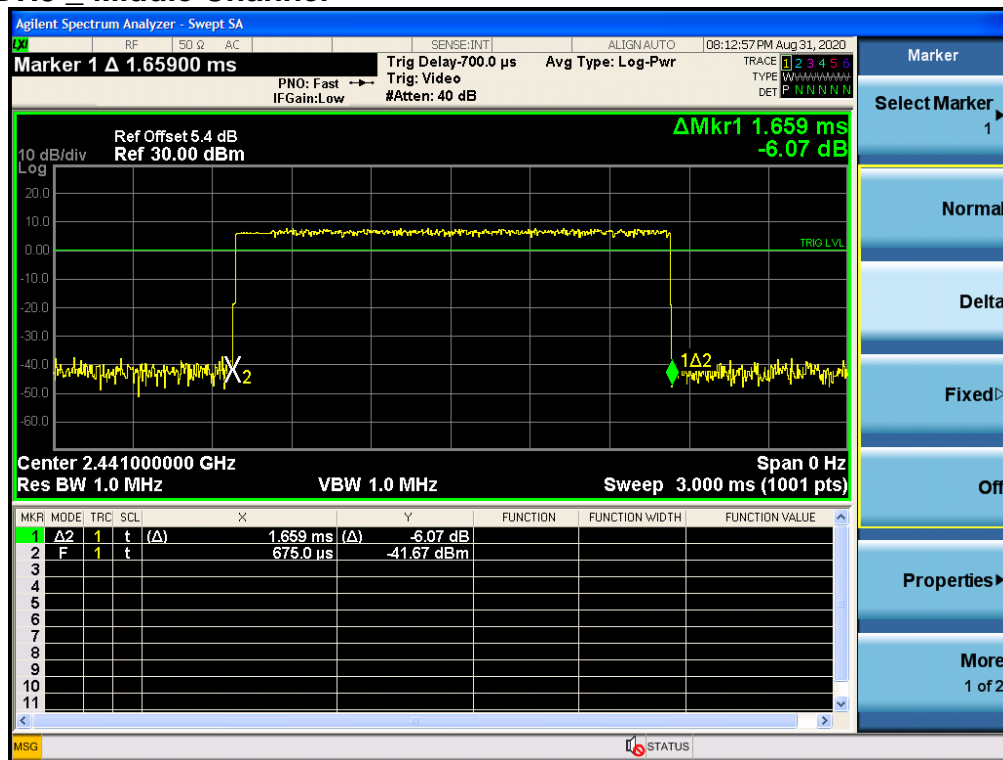 Agilent Spectrum Analyzer - Swept SA
LXI RF 50 Ω AC SENSE:INT ALIGN AUTO 08:12:57 PM Aug 31, 2020
Marker 1 Δ 1.65900 ms Trig Delay-700.0 µs Avg Type: Log-Pwr TRACE 1 2 3 4 5 6
PNO: Fast Trig: Video TYPE WWWWWW
IFGain:Low #Atten: 40 dB DET P N N N N N
ΔMkr1 1.659 ms
-6.07 dB
Ref Offset 5.4 dB
10 dB/div Ref 30.00 dBm
Log
20.0
10.0
0.00
TRIG LVL
-10.0
-20.0
-30.0
-40.0
-50.0
-60.0
X2
1Δ2
Center 2.441000000 GHz Span 0 Hz
Res BW 1.0 MHz VBW 1.0 MHz Sweep 3.000 ms (1001 pts)
MKR MODE TRC SCL X Y FUNCTION FUNCTION WIDTH FUNCTION VALUE
1 Δ2 1 t (Δ) 1.659 ms (Δ) -6.07 dB
2 F 1 t 675.0 µs -41.67 dBm
3
4
5
6
7
8
9
10
11
MSG STATUS
Marker
Select Marker
1
Normal
Delta
Fixed
Off
Properties
More
1 of 2